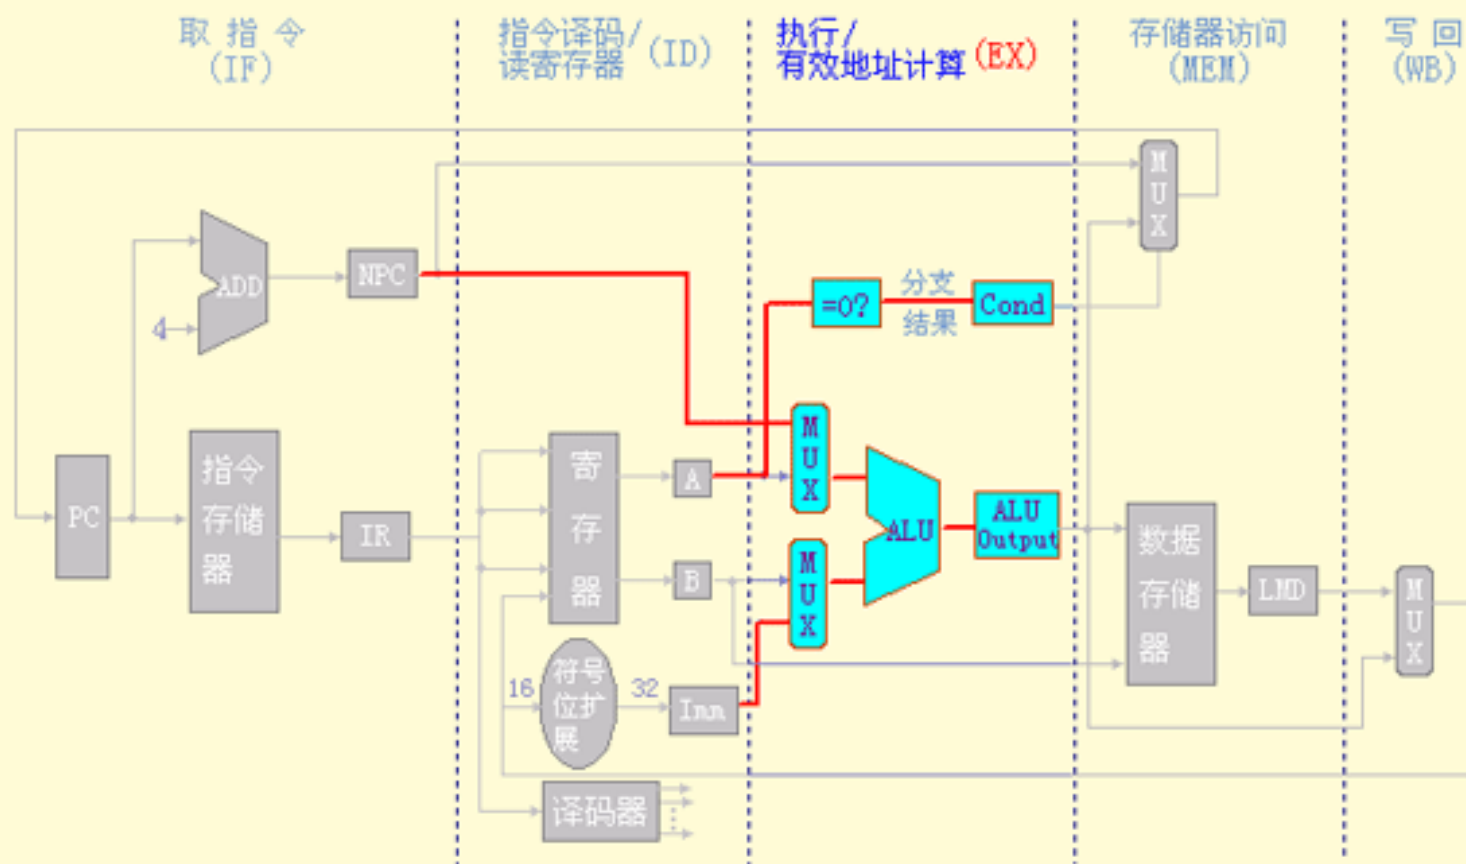 取 指 令
(IF)
指令译码/
读寄存器 (ID)
执行/
有效地址计算 (EX)
存储器访问
(MEM)
写 回
(WB)
MUX
ADD
NPC
4
=0?
分支
结果
Cond
PC
指令
存储
器
IR
寄
存
器
A
B
MUX
MUX
ALU
ALU
Output
数据
存储
器
LMD
MUX
16
符号
位扩
展
32
Imm
译码器